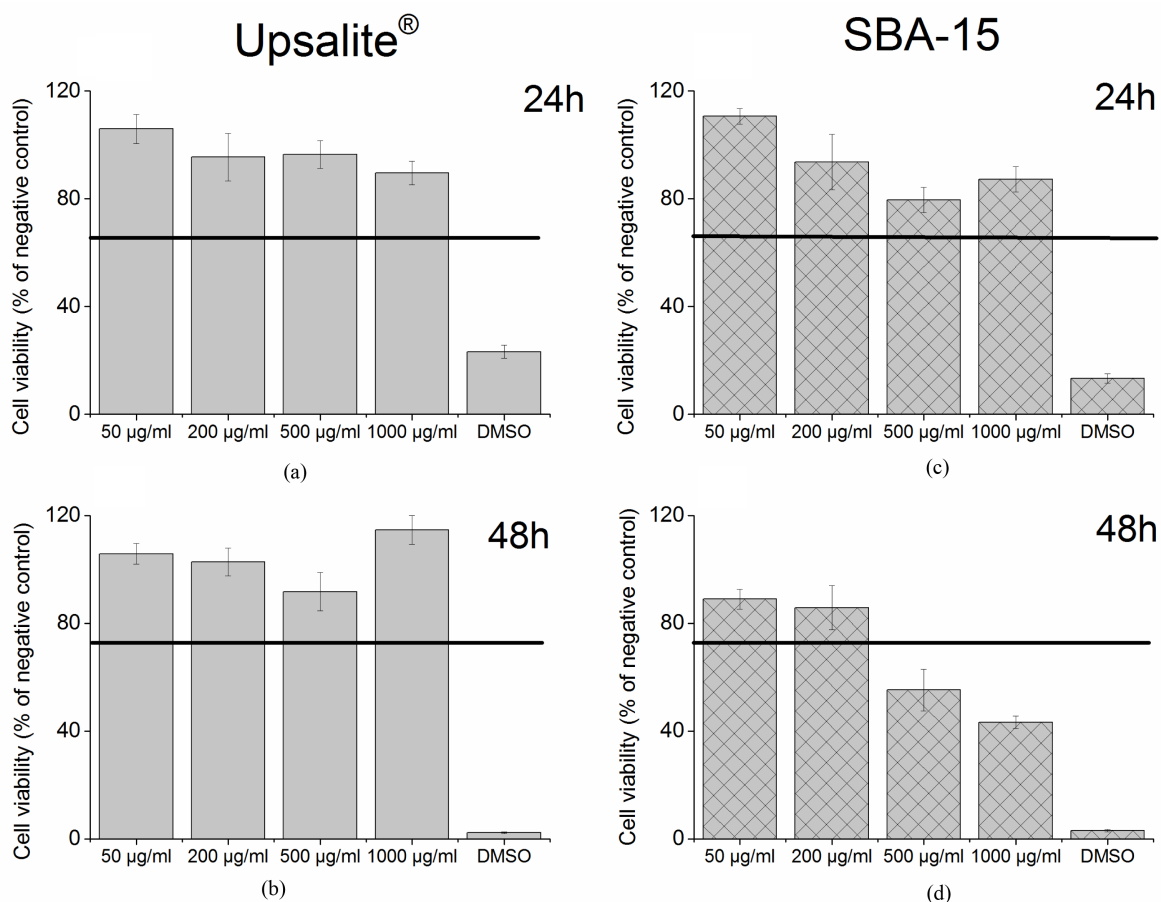 Upsalite®
SBA-15
24h
Cell viability (% of negative control)
120
80
40
0
50 µg/ml 200 µg/ml 500 µg/ml 1000 µg/ml DMSO
(a)
24h
Cell viability (% of negative control)
120
80
40
0
50 µg/ml 200 µg/ml 500 µg/ml 1000 µg/ml DMSO
(c)
48h
Cell viability (% of negative control)
120
80
40
0
50 µg/ml 200 µg/ml 500 µg/ml 1000 µg/ml DMSO
(b)
48h
Cell viability (% of negative control)
120
80
40
0
50 µg/ml 200 µg/ml 500 µg/ml 1000 µg/ml DMSO
(d)